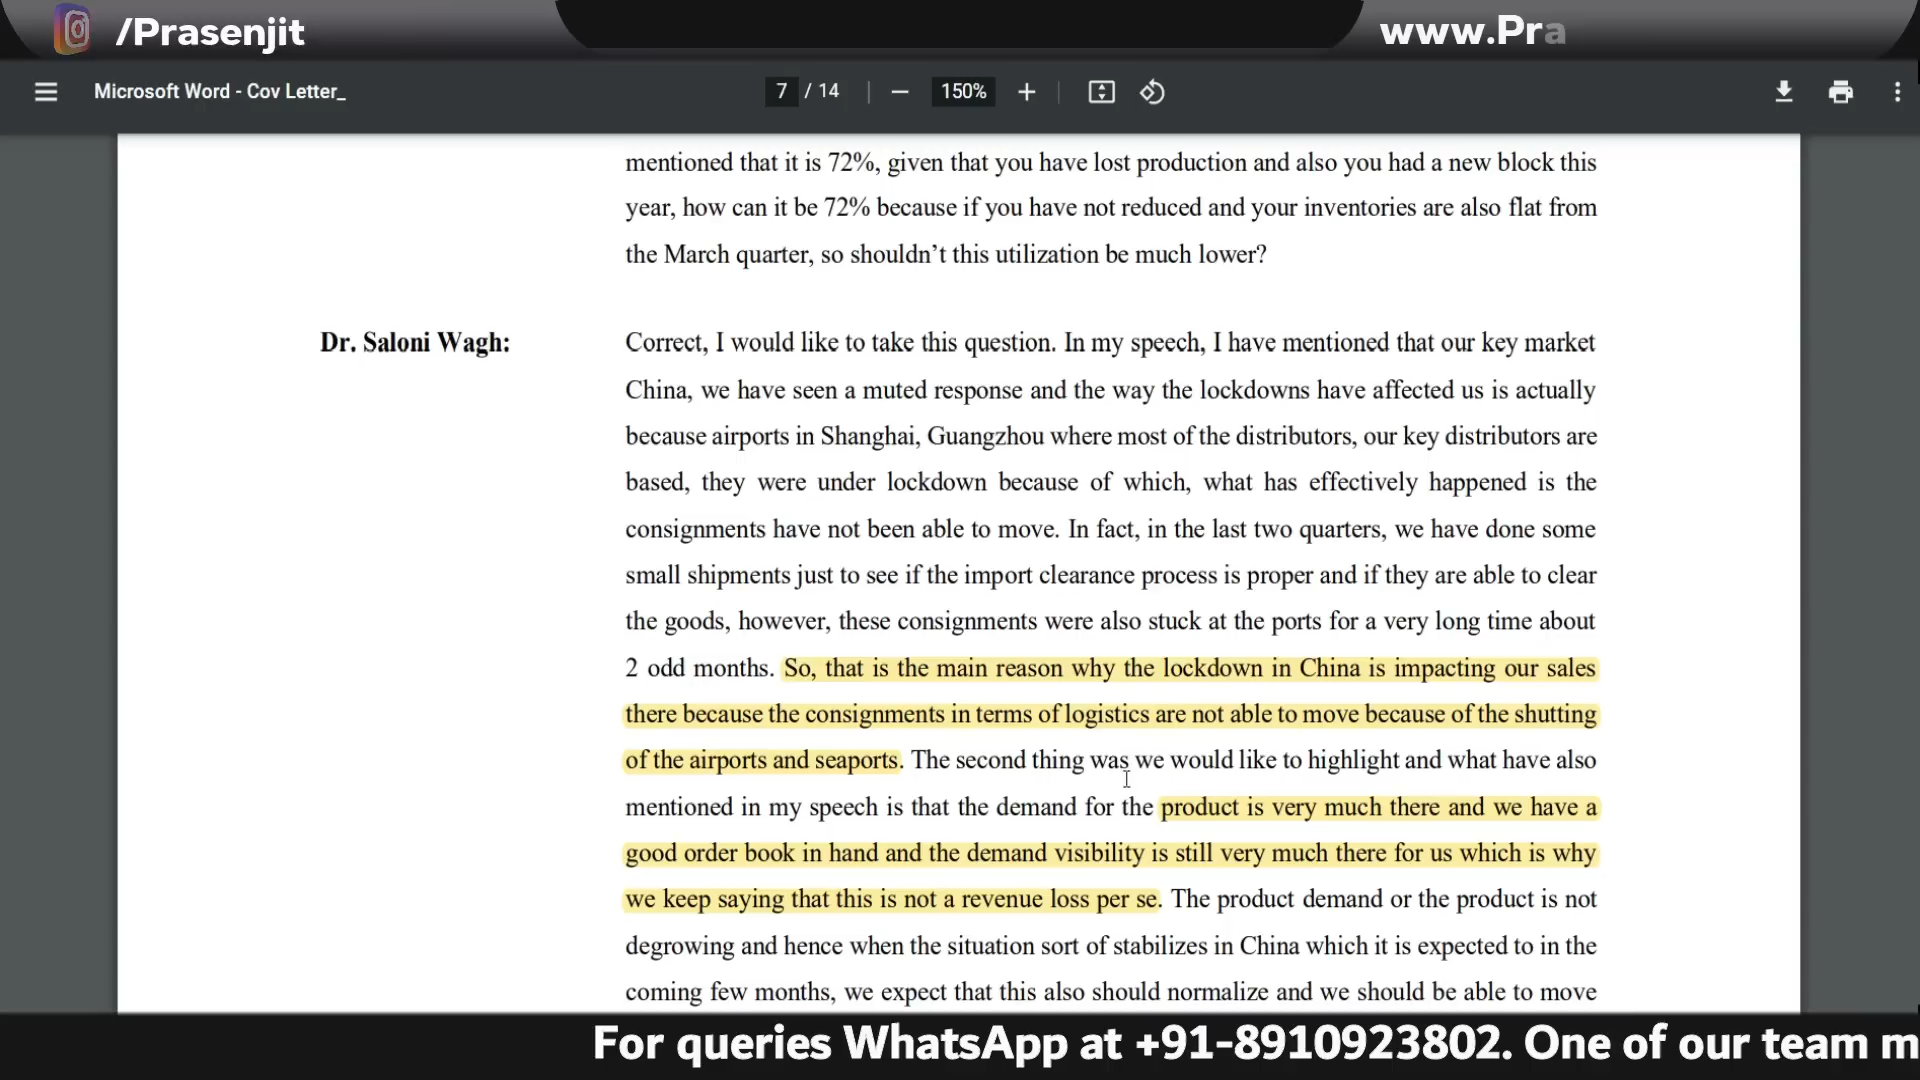 /Prasenjit
www.Pra
Microsoft Word - Cov Letter_
7 / 14
150%
mentioned that it is 72%, given that you have lost production and also you had a new block this
year, how can it be 72% because if you have not reduced and your inventories are also flat from
the March quarter, so shouldn’t this utilization be much lower?
Dr. Saloni Wagh:
Correct, I would like to take this question. In my speech, I have mentioned that our key market
China, we have seen a muted response and the way the lockdowns have affected us is actually
because airports in Shanghai, Guangzhou where most of the distributors, our key distributors are
based, they were under lockdown because of which, what has effectively happened is the
consignments have not been able to move. In fact, in the last two quarters, we have done some
small shipments just to see if the import clearance process is proper and if they are able to clear
the goods, however, these consignments were also stuck at the ports for a very long time about
2 odd months. So, that is the main reason why the lockdown in China is impacting our sales
there because the consignments in terms of logistics are not able to move because of the shutting
of the airports and seaports. The second thing was we would like to highlight and what have also
mentioned in my speech is that the demand for the product is very much there and we have a
good order book in hand and the demand visibility is still very much there for us which is why
we keep saying that this is not a revenue loss per se. The product demand or the product is not
degrowing and hence when the situation sort of stabilizes in China which it is expected to in the
coming few months, we expect that this also should normalize and we should be able to move
For queries WhatsApp at +91-8910923802. One of our team m